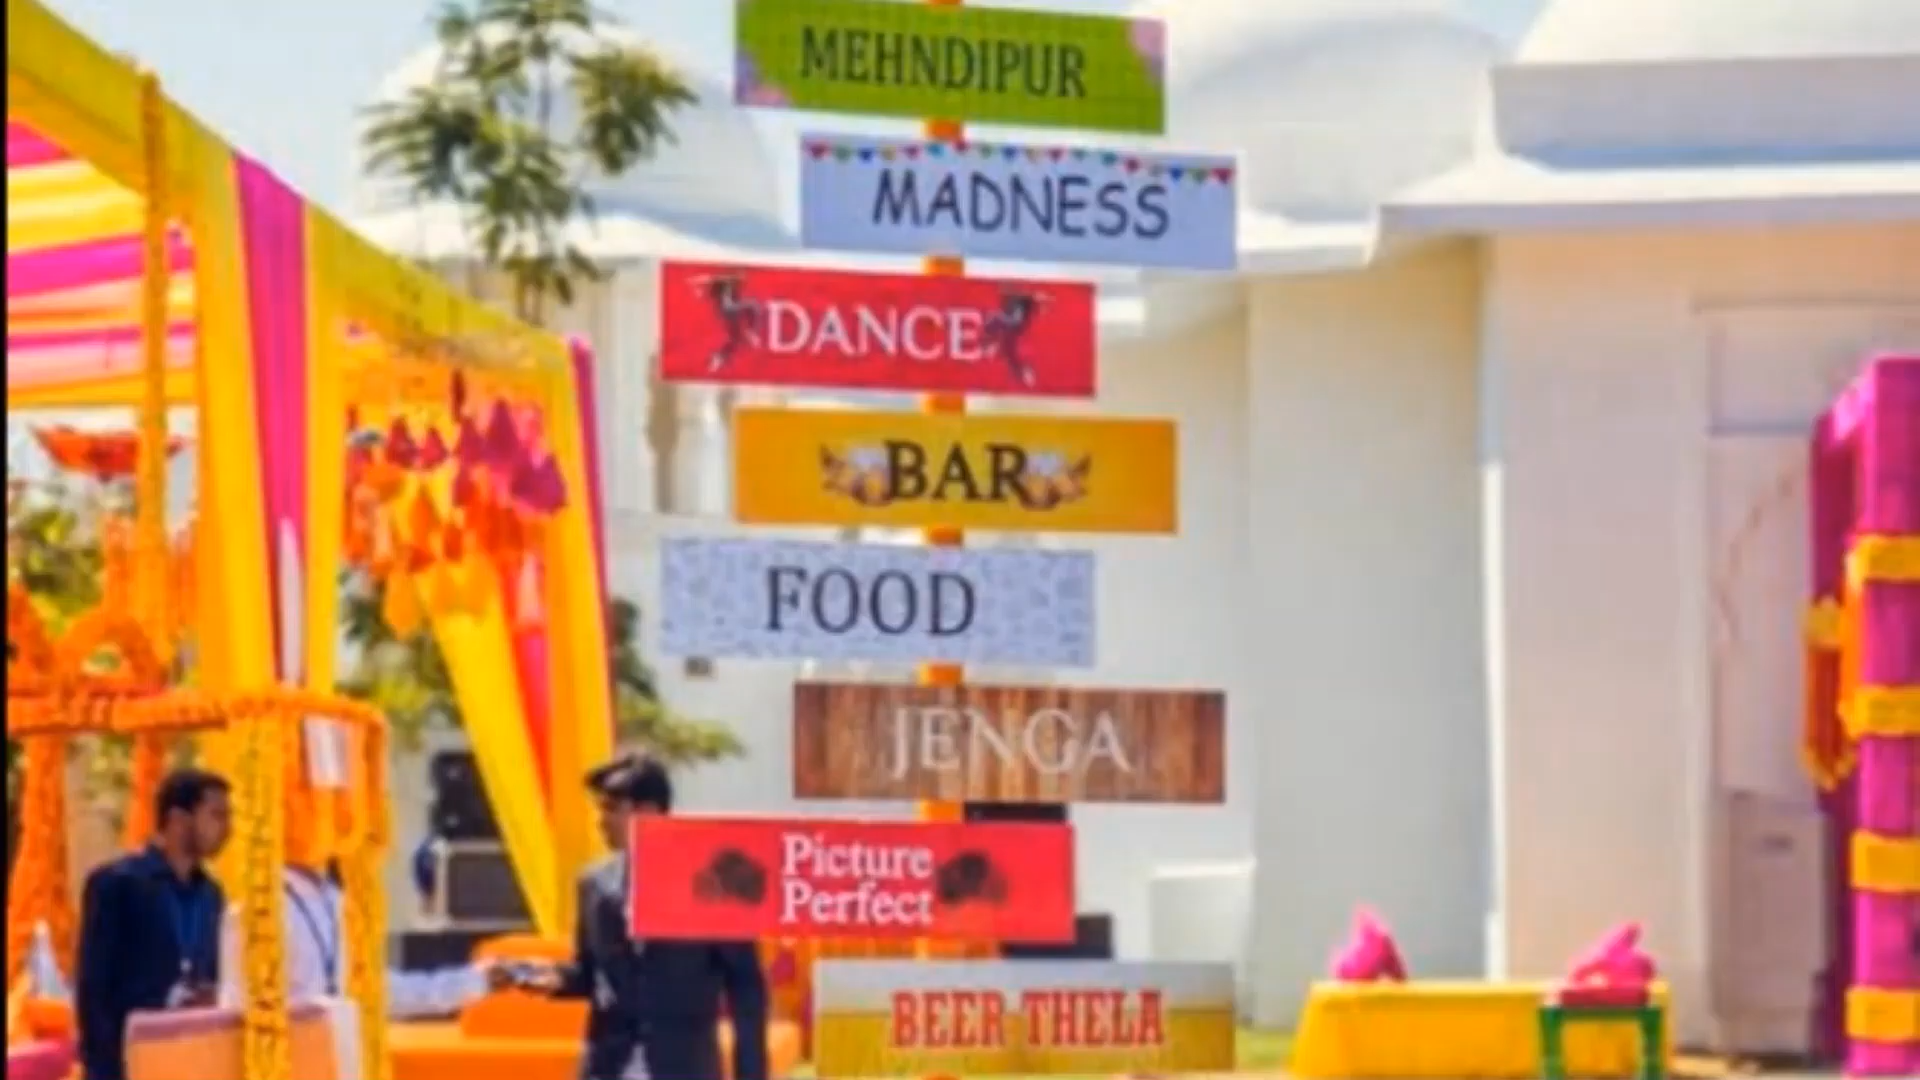 MEHNDIPUR
MADNESS
DANCE
BAR
FOOD
JENGA
Picture
Perfect
BEER THELA